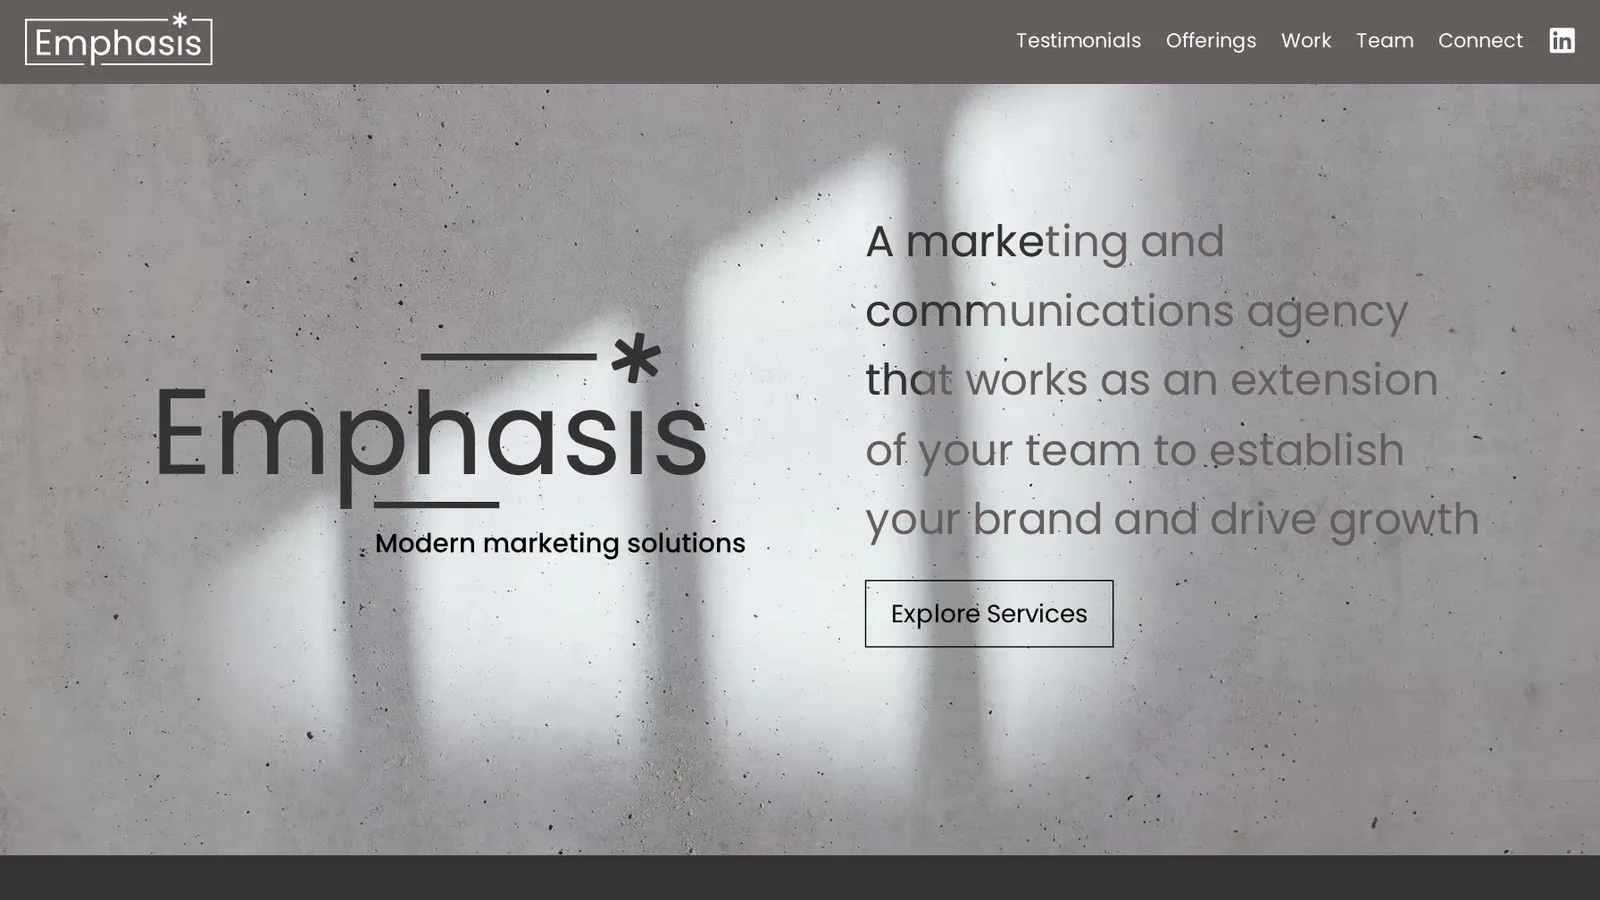 Emphasis
Testimonials Offerings Work Team Connect in
Emphasis
Modern marketing solutions
A marketing and
communications agency
that works as an extension
of your team to establish
your brand and drive growth
Explore Services